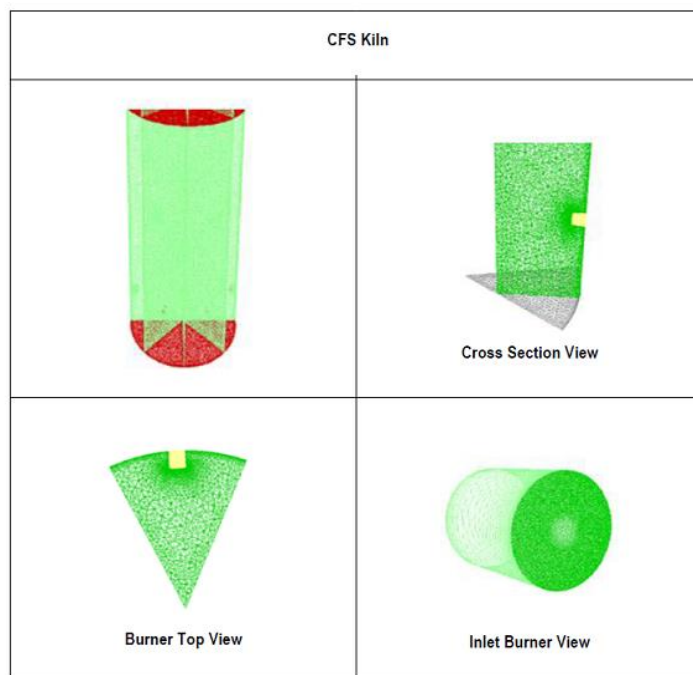 CFS Kiln
Cross Section View
Burner Top View
Inlet Burner View